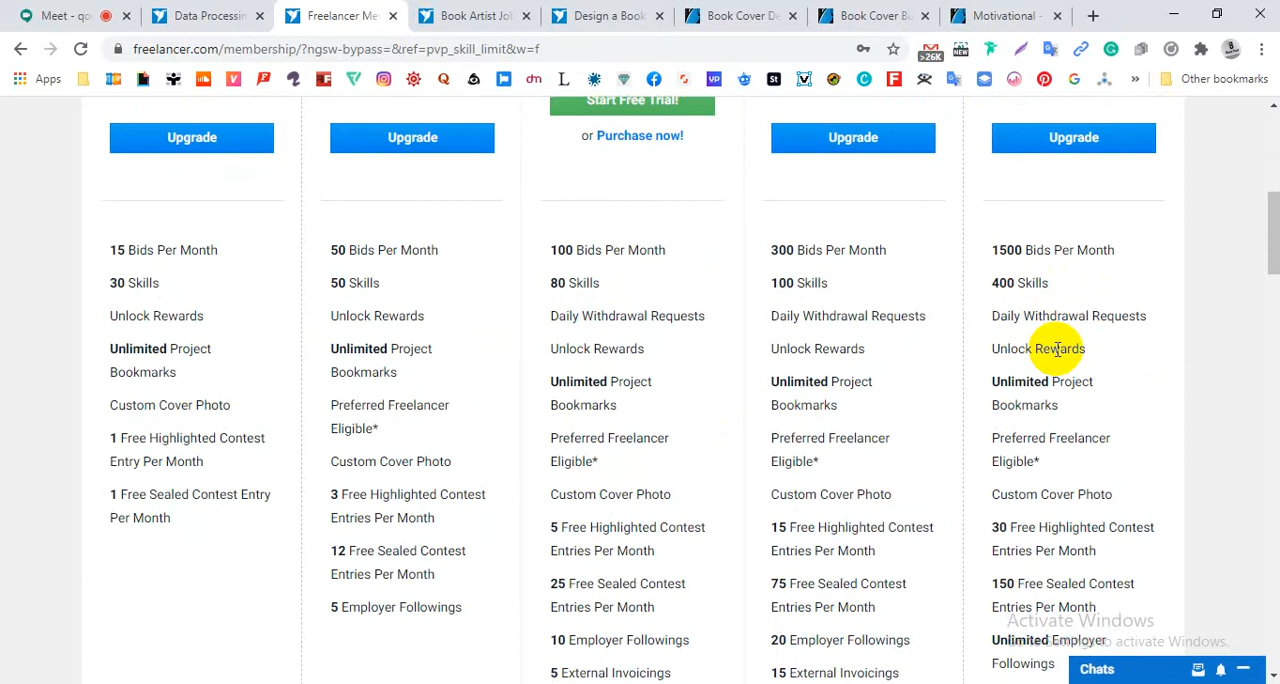 Meet - qo
Data Processin
Freelancer Me
Book Artist Jo
Design a Book
Book Cover De
Book Cover Bu
Motivational -
freelancer.com/membership/?ngsw-bypass=&ref=pvp_skill_limit&w=f
>26K
NEW
Apps
dm
L
VP
St
Other bookmarks
Start Free Trial!
or Purchase now!
Upgrade
Upgrade
Upgrade
Upgrade
15 Bids Per Month
30 Skills
Unlock Rewards
Unlimited Project
Bookmarks
Custom Cover Photo
1 Free Highlighted Contest
Entry Per Month
1 Free Sealed Contest Entry
Per Month
50 Bids Per Month
50 Skills
Unlock Rewards
Unlimited Project
Bookmarks
Preferred Freelancer
Eligible*
Custom Cover Photo
3 Free Highlighted Contest
Entries Per Month
12 Free Sealed Contest
Entries Per Month
5 Employer Followings
100 Bids Per Month
80 Skills
Daily Withdrawal Requests
Unlock Rewards
Unlimited Project
Bookmarks
Preferred Freelancer
Eligible*
Custom Cover Photo
5 Free Highlighted Contest
Entries Per Month
25 Free Sealed Contest
Entries Per Month
10 Employer Followings
5 External Invoicings
300 Bids Per Month
100 Skills
Daily Withdrawal Requests
Unlock Rewards
Unlimited Project
Bookmarks
Preferred Freelancer
Eligible*
Custom Cover Photo
15 Free Highlighted Contest
Entries Per Month
75 Free Sealed Contest
Entries Per Month
20 Employer Followings
15 External Invoicings
1500 Bids Per Month
400 Skills
Daily Withdrawal Requests
Unlock Rewards
Unlimited Project
Bookmarks
Preferred Freelancer
Eligible*
Custom Cover Photo
30 Free Highlighted Contest
Entries Per Month
150 Free Sealed Contest
Entries Per Month
Unlimited Employer
Followings
Activate Windows
to activate Windows.
Chats